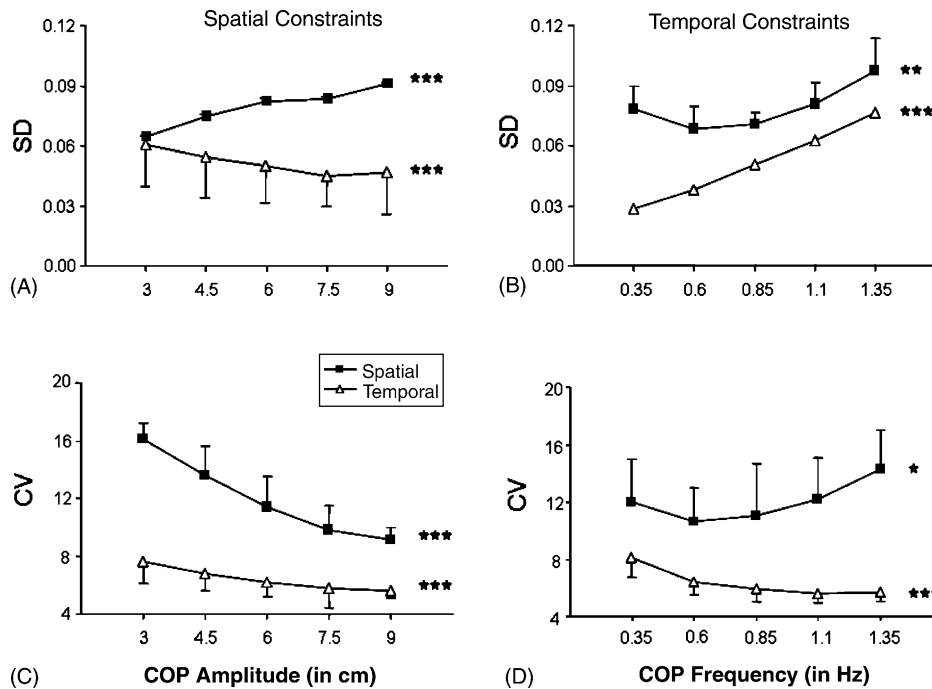 Spatial Constraints
0.12
0.09
0.06
0.03
0.00
SD
***
***
3 4.5 6 7.5 9
(A)
Temporal Constraints
0.12
0.09
0.06
0.03
0.00
SD
**
***
0.35 0.6 0.85 1.1 1.35
(B)
20
16
12
8
4
CV
Spatial
Temporal
***
***
3 4.5 6 7.5 9
(C) COP Amplitude (in cm)
20
16
12
8
4
CV
*
***
0.35 0.6 0.85 1.1 1.35
(D) COP Frequency (in Hz)